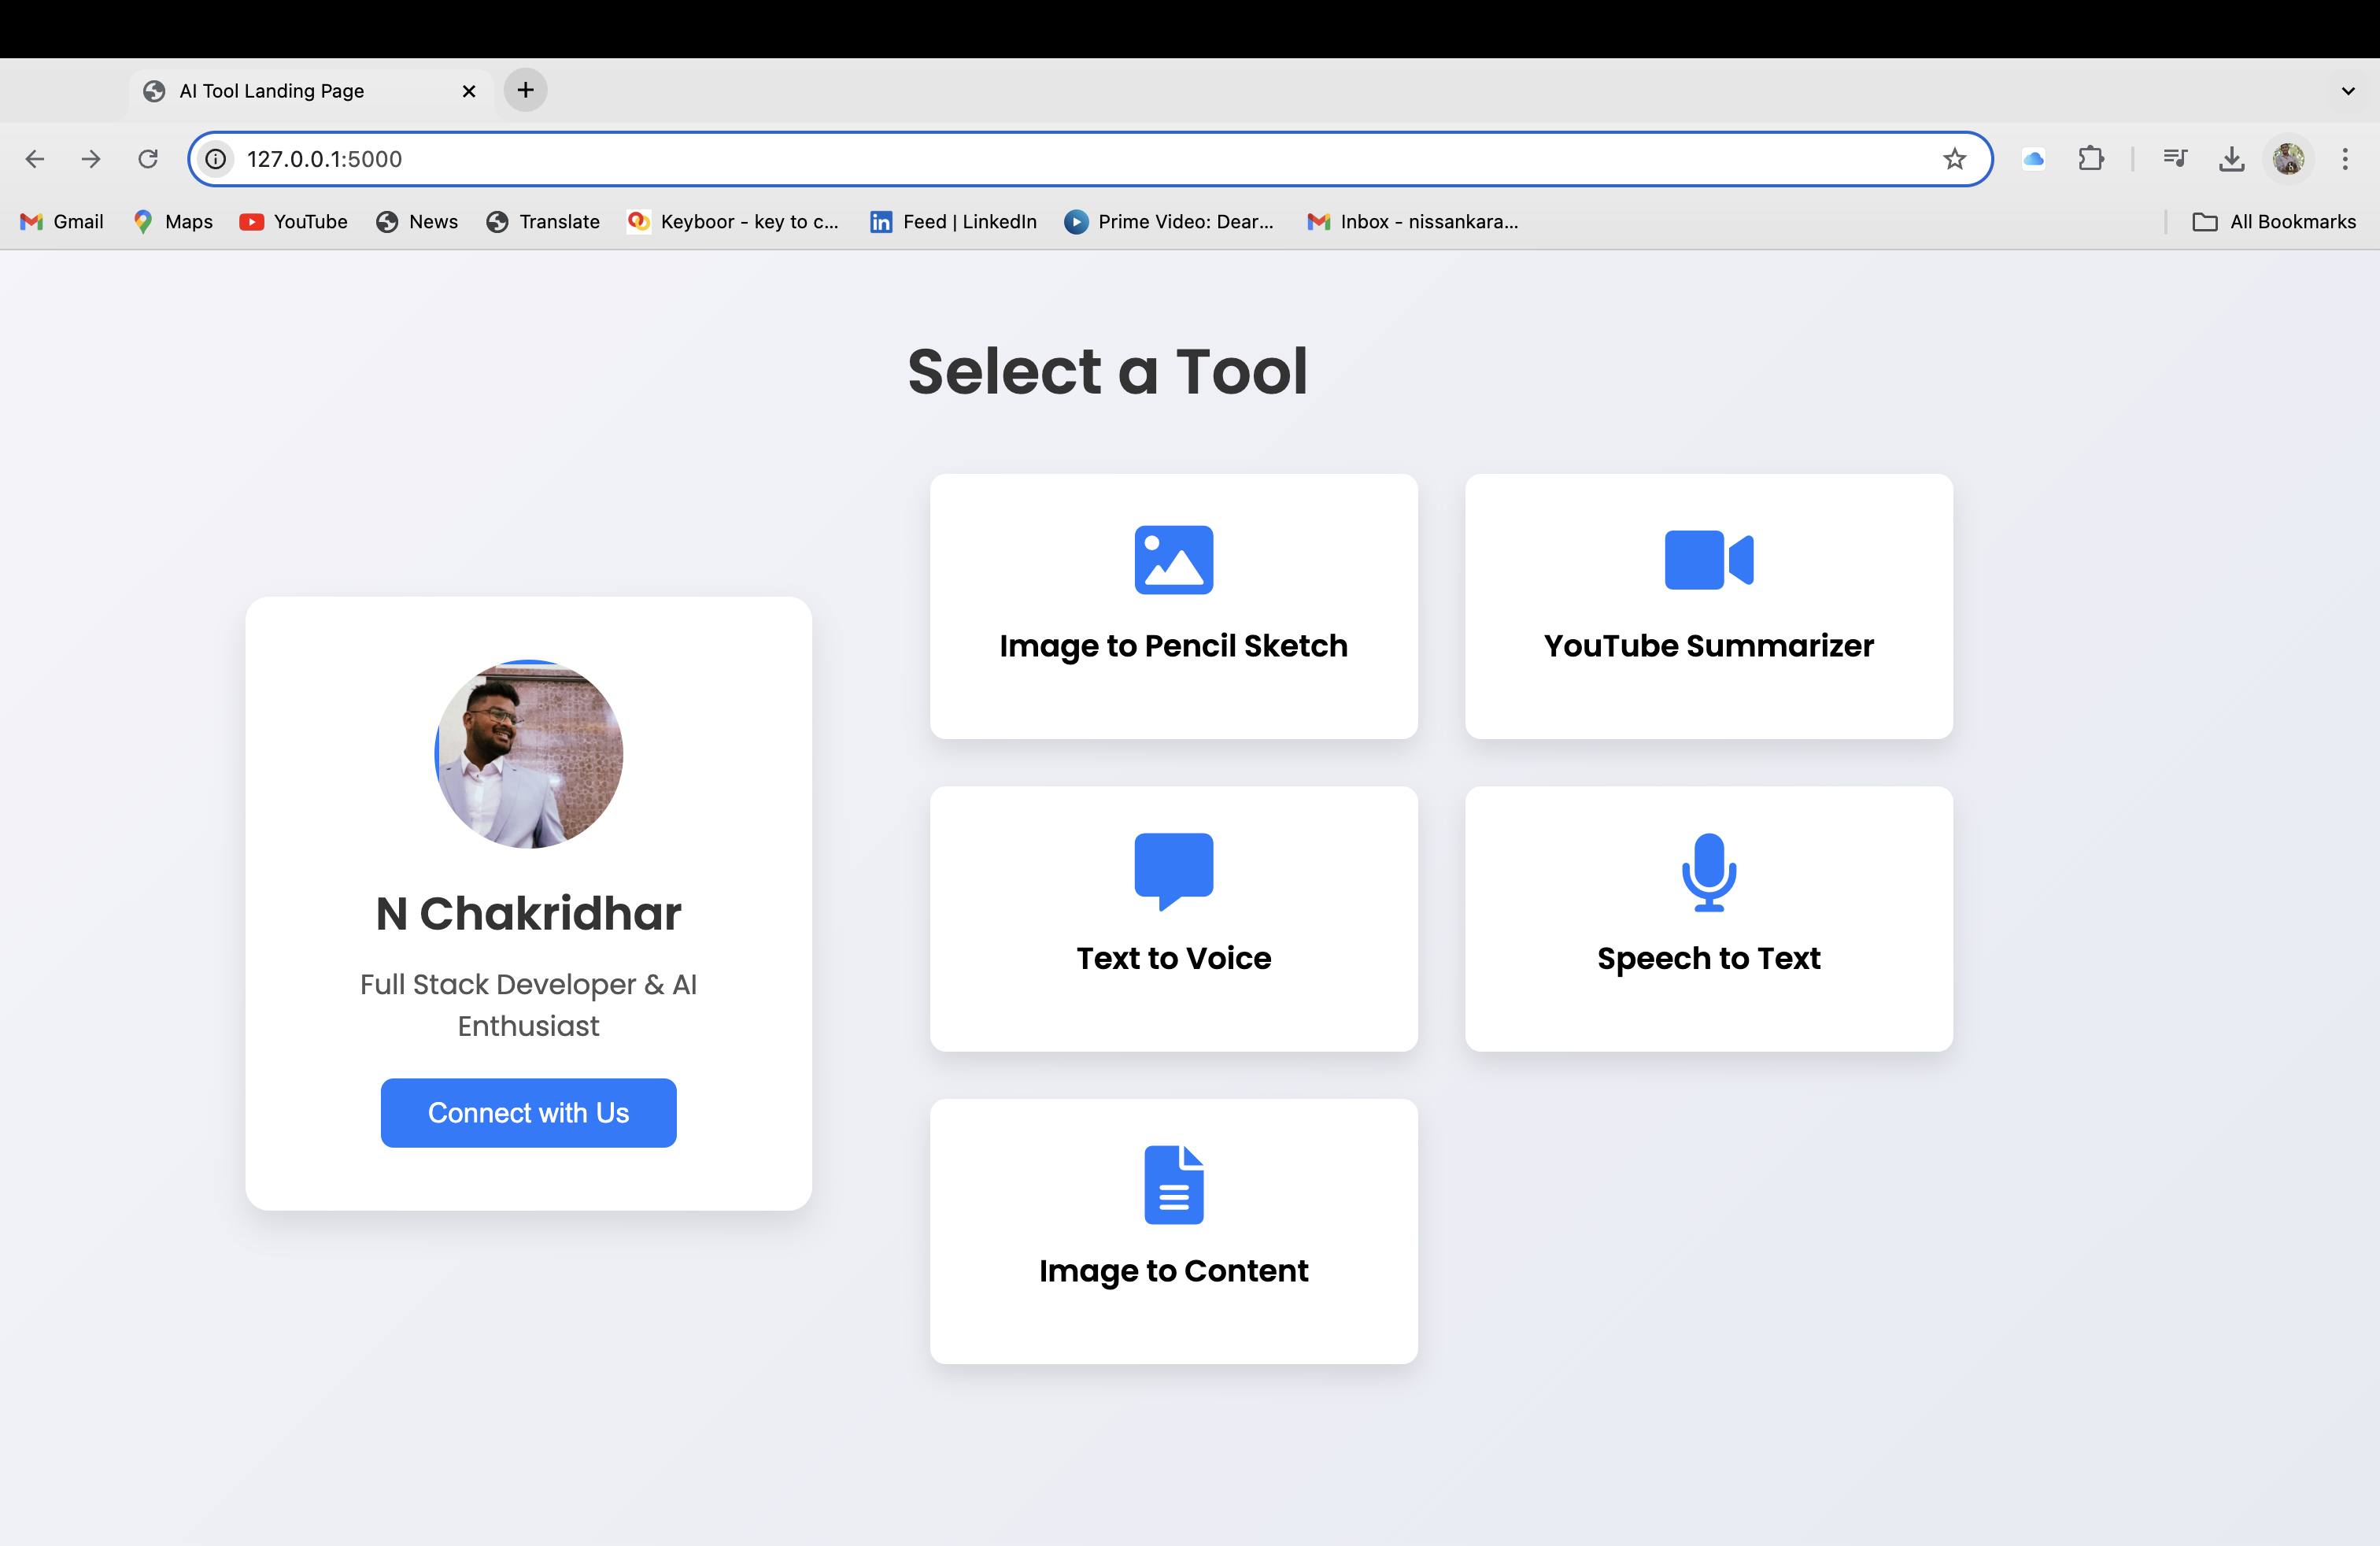 AI Tool Landing Page
127.0.0.1:5000
Gmail
Maps
YouTube
News
Translate
Keyboor - key to c...
Feed | LinkedIn
Prime Video: Dear...
Inbox - nissankara...
All Bookmarks
Select a Tool
N Chakridhar
Full Stack Developer & AI
Enthusiast
Connect with Us
Image to Pencil Sketch
YouTube Summarizer
Text to Voice
Speech to Text
Image to Content